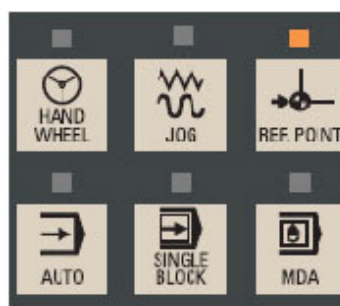 HAND
WHEEL
JOG
REF. POINT
AUTO
SINGLE
BLOCK
MDA